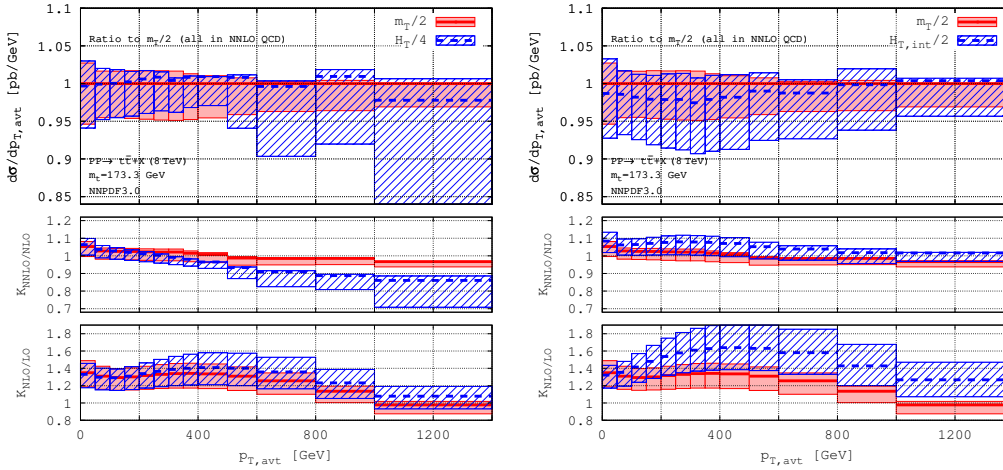 dσ/dp_T,avt [pb/GeV]
1.1
1.05
1
0.95
0.9
0.85
m_T/2
H_T/4
Ratio to m_T/2 (all in NNLO QCD)
PP→ tt̅+X (8 TeV)
m_t=173.3 GeV
NNPDF3.0
K_NNLO/NLO
1.2
1.1
1
0.9
0.8
0.7
K_NLO/LO
1.8
1.6
1.4
1.2
1
0.8
0
400
800
1200
p_T,avt [GeV]
dσ/dp_T,avt [pb/GeV]
1.1
1.05
1
0.95
0.9
0.85
m_T/2
H_T,int/2
Ratio to m_T/2 (all in NNLO QCD)
PP→ tt̅+X (8 TeV)
m_t=173.3 GeV
NNPDF3.0
K_NNLO/NLO
1.2
1.1
1
0.9
0.8
0.7
K_NLO/LO
1.8
1.6
1.4
1.2
1
0.8
0
400
800
1200
p_T,avt [GeV]